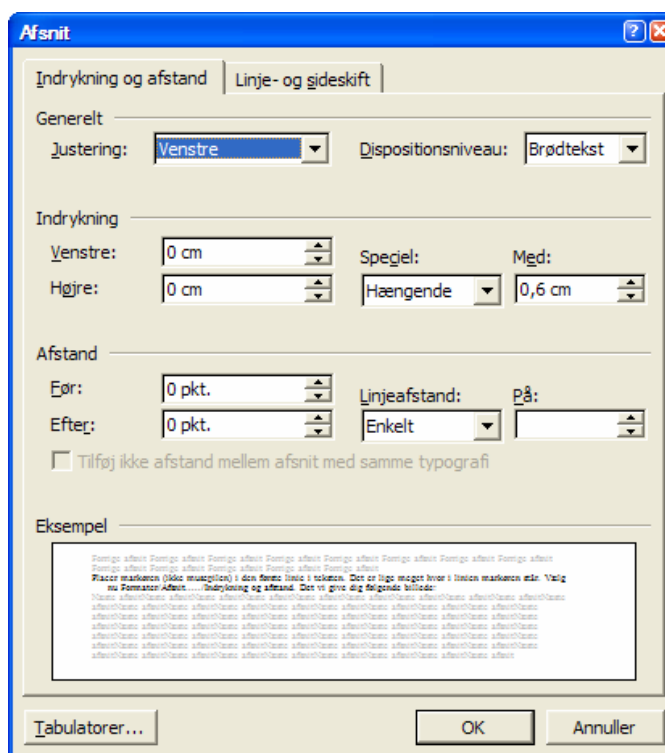 Afsnit
Indrykning og afstand Linje- og sideskift
Generelt
Justering: Venstre Dispositionsniveau: Brødtekst
Indrykning
Venstre: 0 cm Speciel: Med:
Højre: 0 cm Hængende 0,6 cm
Afstand
Før: 0 pkt. Linjeafstand: På:
Efter: 0 pkt. Enkelt
Tilføj ikke afstand mellem afsnit med samme typografi
Eksempel
Forrige afsnit Forrige afsnit Forrige afsnit Forrige afsnit Forrige afsnit Forrige afsnit Forrige afsnit Forrige afsnit
Forrige afsnit Forrige afsnit Forrige afsnit Forrige afsnit Forrige afsnit
Placer markøren (ikke musepilen) i den første linie i teksten. Det er lige meget hvor i linien markøren står. Vælg
nu Formater/Afsnit...../Indrykning og afstand. Det vi give dig følgende billede:
Tabulatorer... OK Annuller